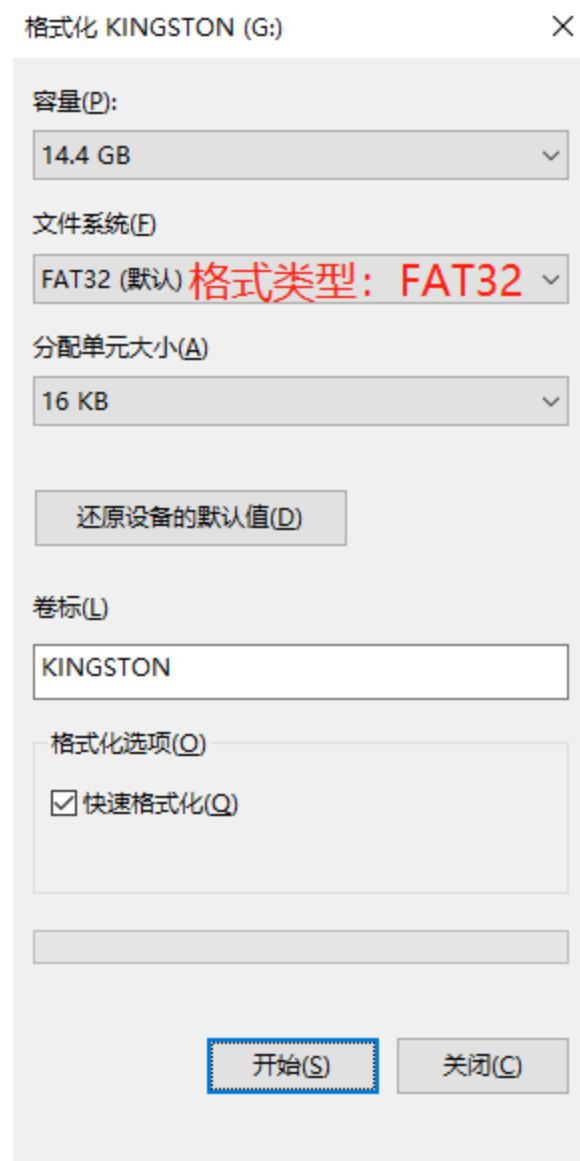 格式化 KINGSTON (G:)
容量(P):
14.4 GB
文件系统(F)
FAT32 (默认) 格式类型：FAT32
分配单元大小(A)
16 KB
还原设备的默认值(D)
卷标(L)
KINGSTON
格式化选项(O)
快速格式化(Q)
开始(S) 关闭(C)